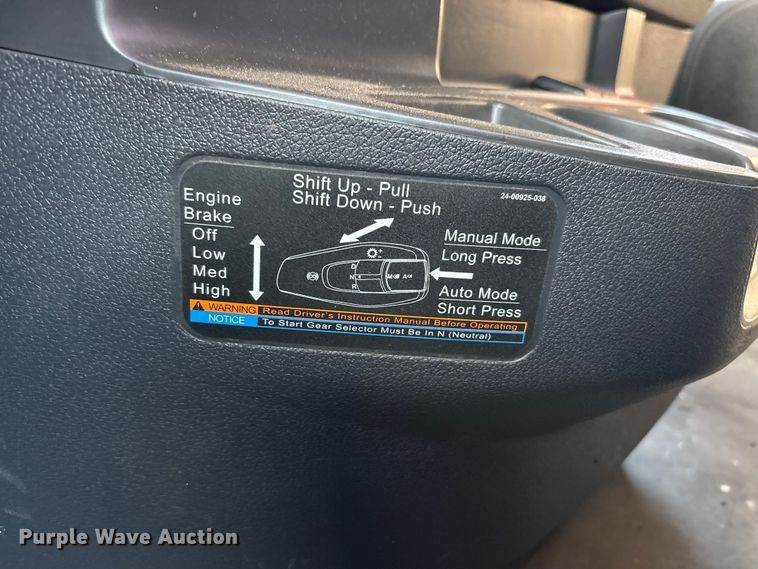 Shift Up - Pull
Shift Down - Push
24-00925-038
Engine
Brake
Off
Low
Med
High
D
N
R
M
A
Manual Mode
Long Press
Auto Mode
Short Press
WARNING Read Driver's Instruction Manual Before Operating
NOTICE To Start Gear Selector Must Be In N (Neutral)
Purple Wave Auction